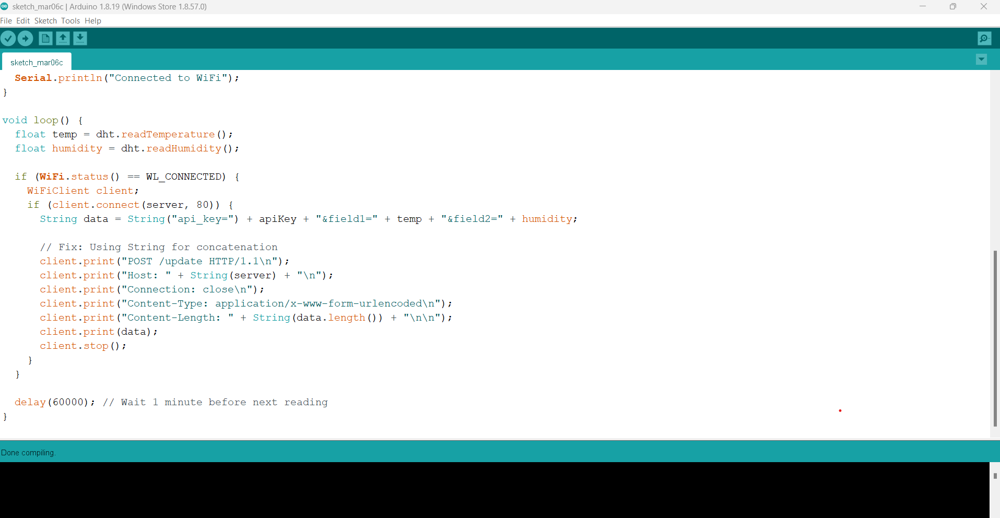 sketch_mar06c | Arduino 1.8.19 (Windows Store 1.8.57.0)
File Edit Sketch Tools Help
sketch_mar06c
  Serial.println("Connected to WiFi");
}

void loop() {
  float temp = dht.readTemperature();
  float humidity = dht.readHumidity();

  if (WiFi.status() == WL_CONNECTED) {
    WiFiClient client;
    if (client.connect(server, 80)) {
      String data = String("api_key=") + apiKey + "&field1=" + temp + "&field2=" + humidity;

      // Fix: Using String for concatenation
      client.print("POST /update HTTP/1.1\n");
      client.print("Host: " + String(server) + "\n");
      client.print("Connection: close\n");
      client.print("Content-Type: application/x-www-form-urlencoded\n");
      client.print("Content-Length: " + String(data.length()) + "\n\n");
      client.print(data);
      client.stop();
    }
  }

  delay(60000); // Wait 1 minute before next reading
}
Done compiling.